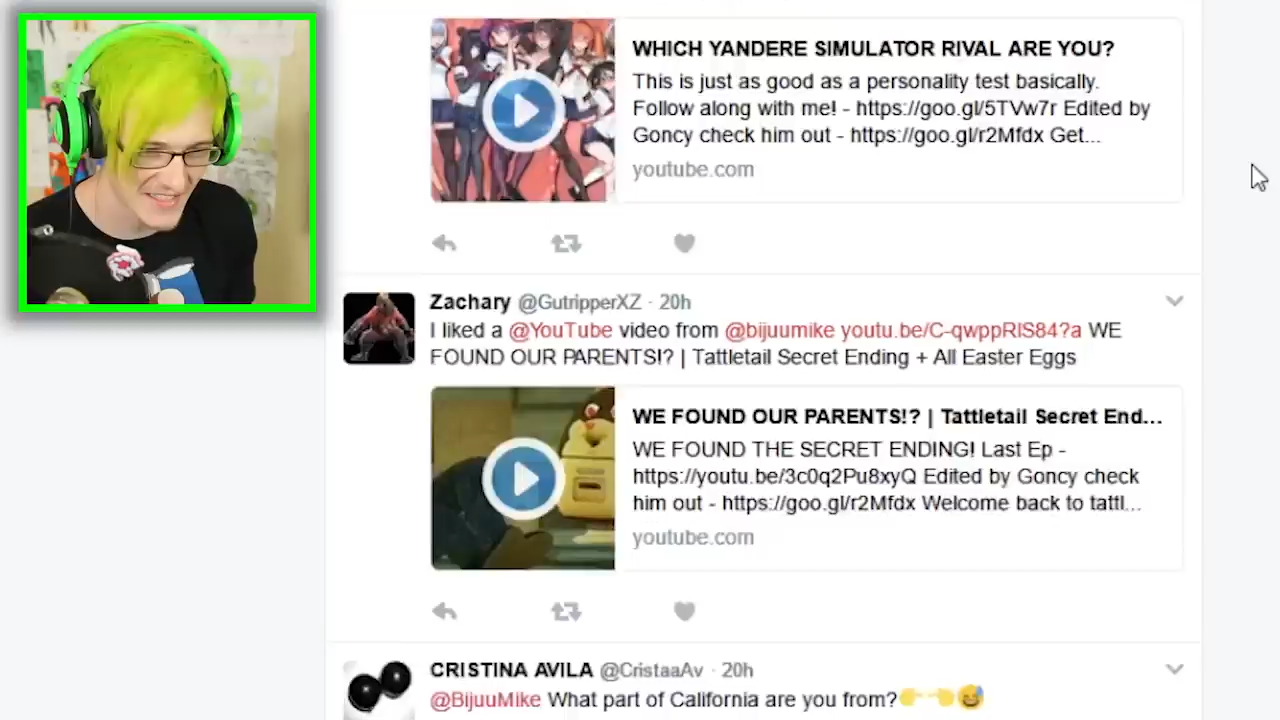 WHICH YANDERE SIMULATOR RIVAL ARE YOU?
This is just as good as a personality test basically.
Follow along with me! - https://goo.gl/5TVw7r Edited by
Goncy check him out - https://goo.gl/r2Mfdx Get...
youtube.com
Zachary @GutripperXZ · 20h
I liked a @YouTube video from @bijuumike youtu.be/C-qwppRlS84?a WE
FOUND OUR PARENTS!? | Tattletail Secret Ending + All Easter Eggs
WE FOUND OUR PARENTS!? | Tattletail Secret End...
WE FOUND THE SECRET ENDING! Last Ep -
https://youtu.be/3c0q2Pu8xyQ Edited by Goncy check
him out - https://goo.gl/r2Mfdx Welcome back to tattl...
youtube.com
CRISTINA AVILA @CristaaAv · 20h
@BijuuMike What part of California are you from?👉👈😅